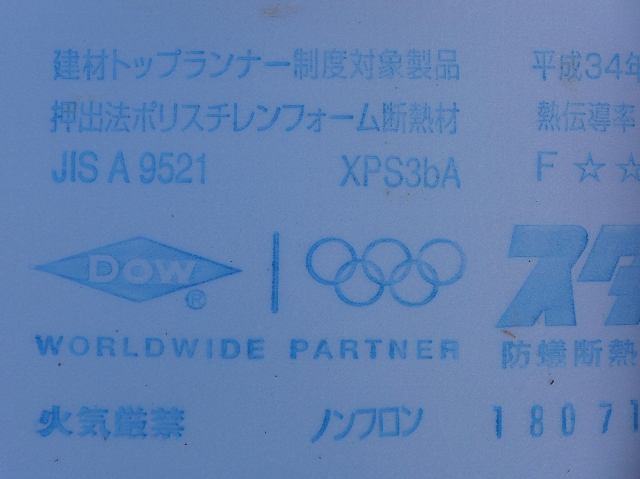 建材トップランナー制度対象製品 平成34年
押出法ポリスチレンフォーム断熱材 熱伝導率
JIS A 9521 XPS3bA F☆☆
DOW® スタ
WORLDWIDE PARTNER 防蟻断熱
火気厳禁 ノンフロン 18071